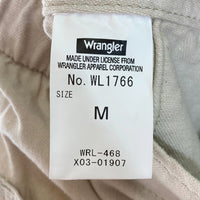 Wrangler
MADE UNDER LICENSE FROM
WRANGLER APPAREL CORPORATION
No. WL1766
SIZE
M
WRL-468
X03-01907